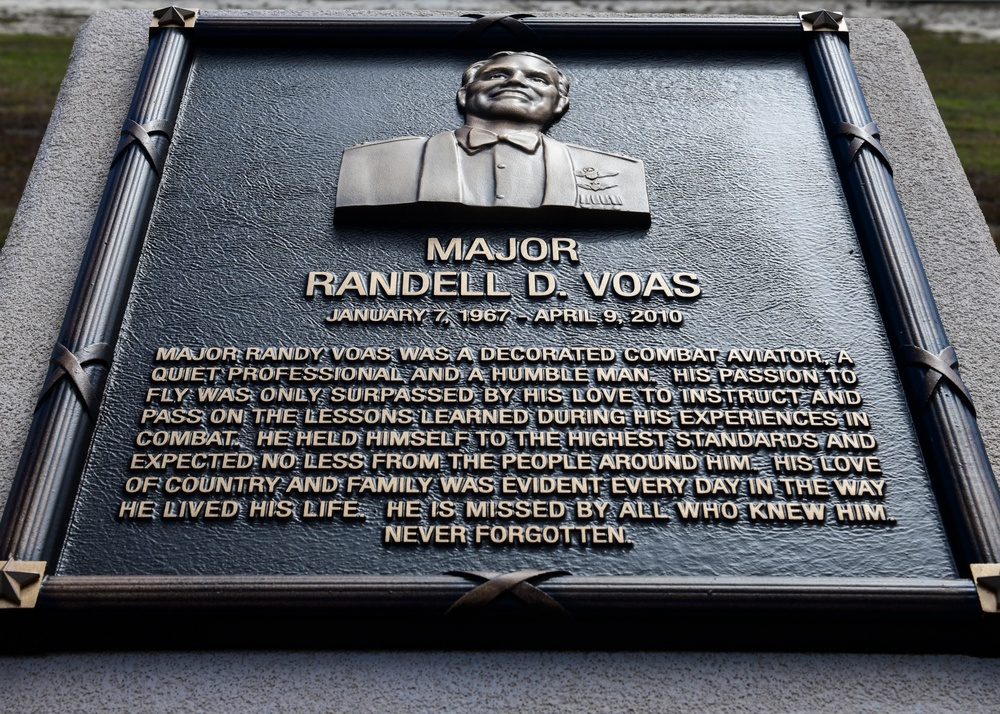 MAJOR
RANDELL D. VOAS
JANUARY 7, 1967 - APRIL 9, 2010
MAJOR RANDY VOAS WAS A DECORATED COMBAT AVIATOR, A
QUIET PROFESSIONAL AND A HUMBLE MAN. HIS PASSION TO
FLY WAS ONLY SURPASSED BY HIS LOVE TO INSTRUCT AND
PASS ON THE LESSONS LEARNED DURING HIS EXPERIENCES IN
COMBAT. HE HELD HIMSELF TO THE HIGHEST STANDARDS AND
EXPECTED NO LESS FROM THE PEOPLE AROUND HIM. HIS LOVE
OF COUNTRY AND FAMILY WAS EVIDENT EVERY DAY IN THE WAY
HE LIVED HIS LIFE. HE IS MISSED BY ALL WHO KNEW HIM.
NEVER FORGOTTEN.